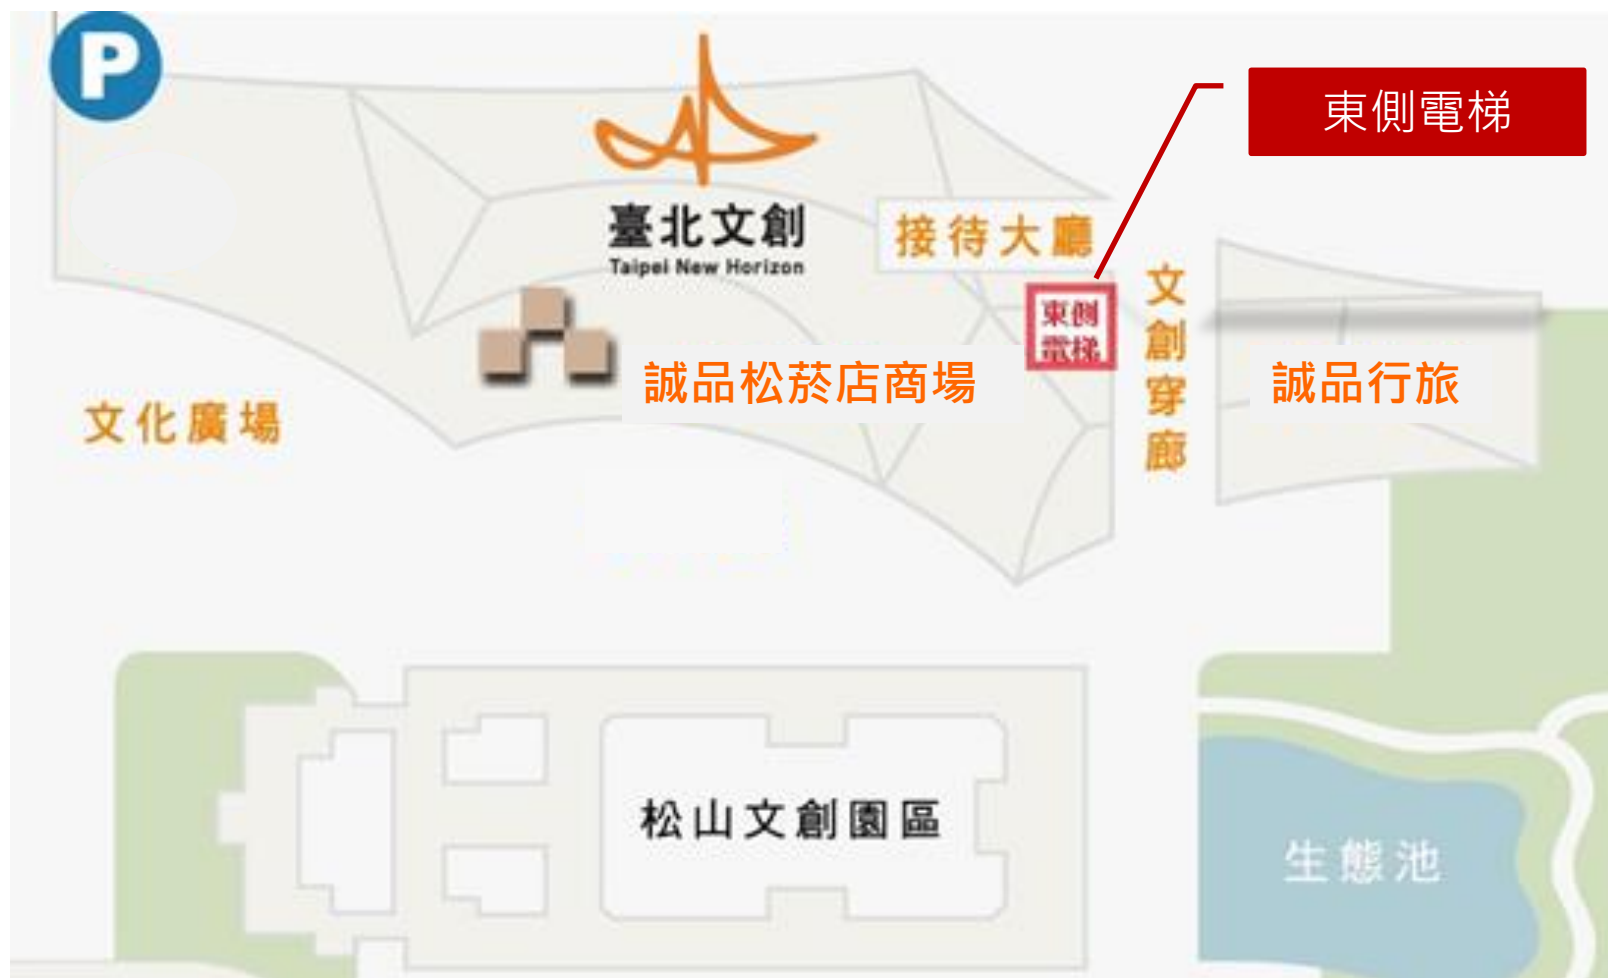 P
東側電梯
臺北文創
Taipei New Horizon
接待大廳
東側
電梯
文創穿廊
誠品松菸店商場
誠品行旅
文化廣場
松山文創園區
生態池